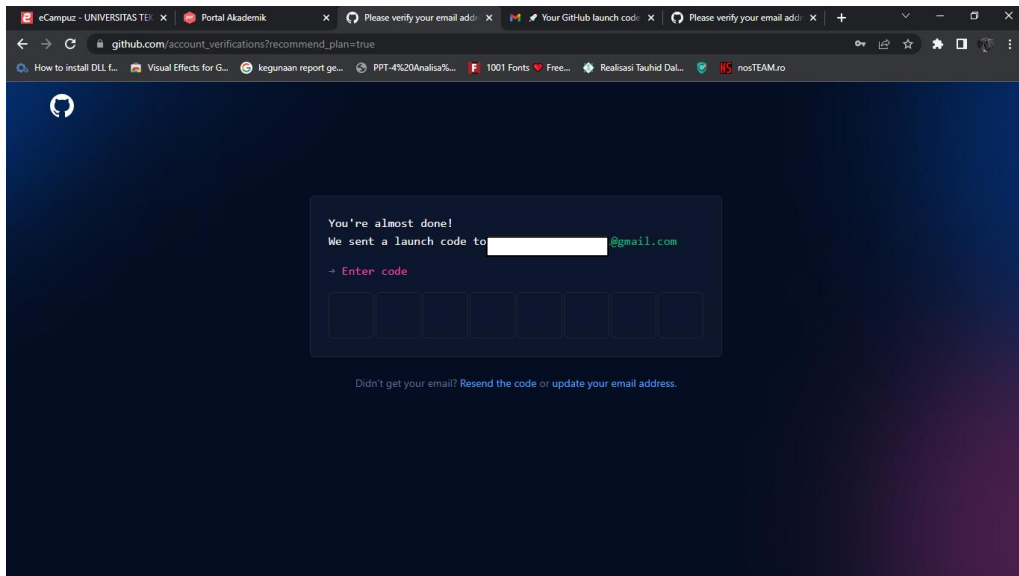 eCampuz - UNIVERSITAS TEK
Portal Akademik
Please verify your email addr
Your GitHub launch code
Please verify your email addr
github.com/account_verifications?recommend_plan=true
How to install DLL f...
Visual Effects for G...
kegunaan report ge...
PPT-4%20Analisa%...
1001 Fonts ❤ Free...
Realisasi Tauhid Dal...
nosTEAM.ro
You're almost done!
We sent a launch code to @gmail.com
→ Enter code
Didn't get your email? Resend the code or update your email address.